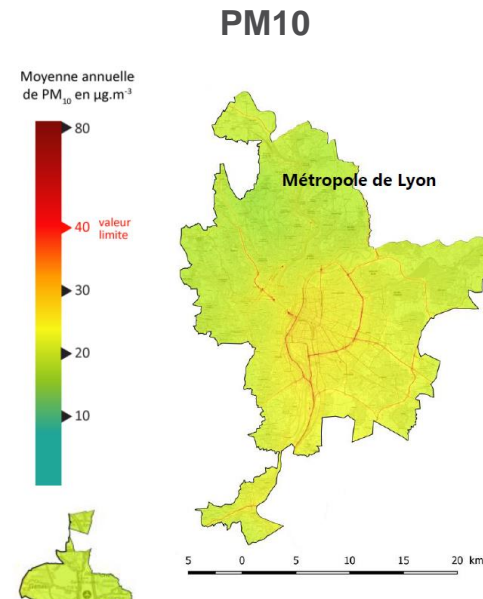 PM10
Moyenne annuelle
de PM₁₀ en µg.m⁻³
80
40 valeur
limite
30
20
10
Métropole de Lyon
5 0 5 10 15 20 km